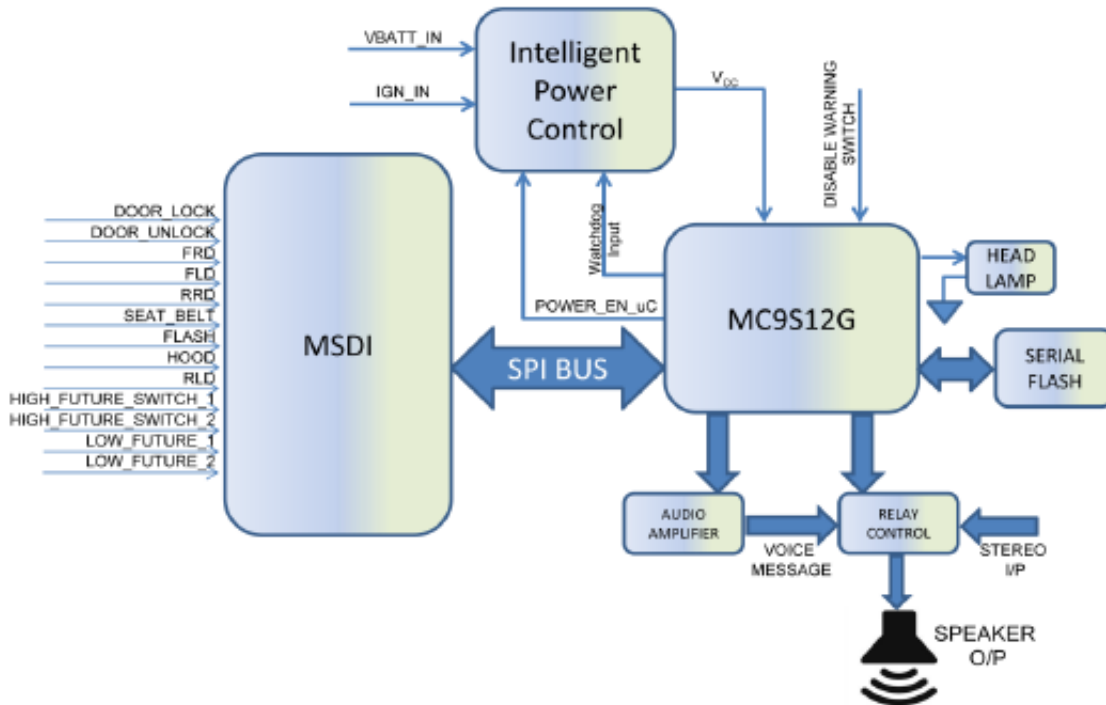 VBATT_IN
IGN_IN
Intelligent
Power
Control
VCC
DISABLE WARNING
SWITCH
DOOR_LOCK
DOOR_UNLOCK
FRD
FLD
RRD
SEAT_BELT
FLASH
HOOD
RLD
HIGH_FUTURE_SWITCH_1
HIGH_FUTURE_SWITCH_2
LOW_FUTURE_1
LOW_FUTURE_2
MSDI
Watchdog
Input
POWER_EN_uC
SPI BUS
MC9S12G
HEAD
LAMP
SERIAL
FLASH
AUDIO
AMPLIFIER
VOICE
MESSAGE
RELAY
CONTROL
STEREO
I/P
SPEAKER
O/P